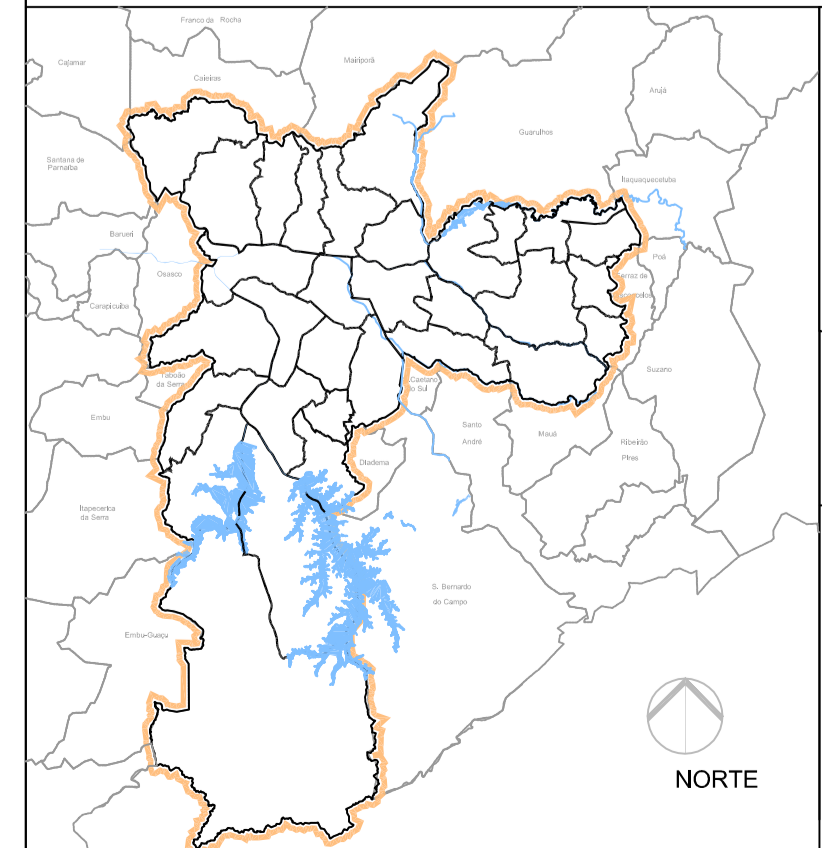 Franco da Rocha
Cajamar
Mairiporã
Caieiras
Arujá
Guarulhos
Santana de
Parnaíba
Itaquaquecetuba
Barueri
Poá
Osasco
Ferraz de
Carapicuiba
Suzano
Taboão
da Serra
Caetano
do Sul
Embu
Santo
André
Mauá
Ribeirão
Pires
Diadema
Itapecerica
da Serra
S. Bernardo
do Campo
Embu-Guaçu
NORTE